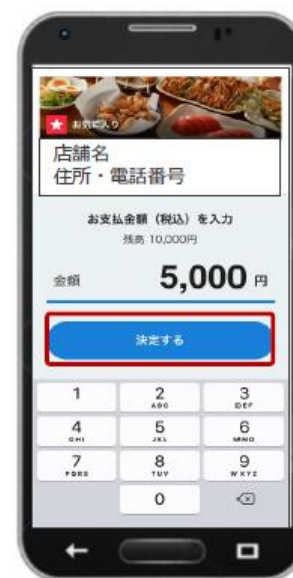 お気に入り
店舗名
住所・電話番号
お支払金額（税込）を入力
残高 10,000円
金額 5,000 円
決定する
1 2 3
ABC DEF
4 5 6
GHI JKL MNO
7 8 9
PQRS TUV WXYZ
0